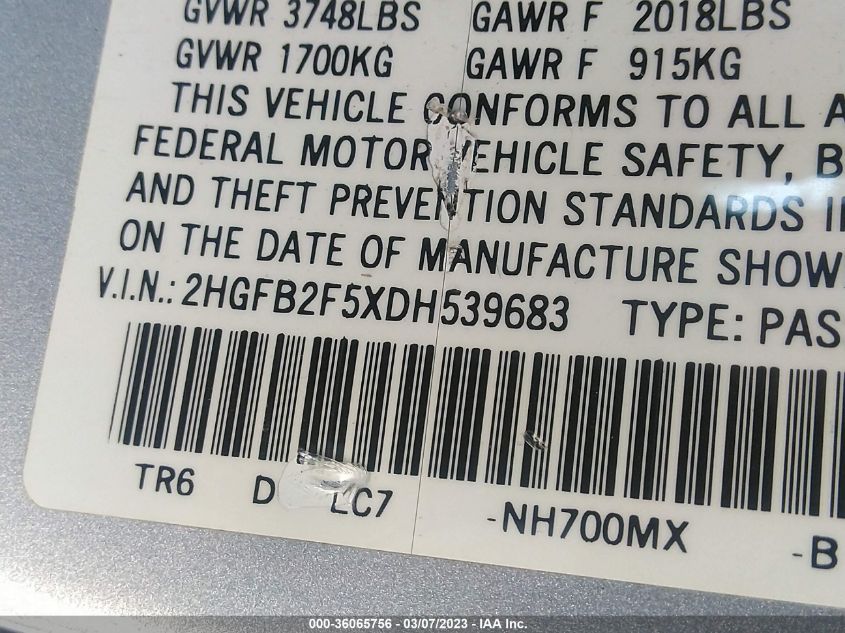 GVWR 3748LBS GAWR F 2018LBS
GVWR 1700KG GAWR F 915KG
THIS VEHICLE CONFORMS TO ALL A
FEDERAL MOTOR VEHICLE SAFETY, B
AND THEFT PREVENTION STANDARDS I
ON THE DATE OF MANUFACTURE SHOW
V.I.N.: 2HGFB2F5XDH539683 TYPE: PAS
TR6 D LC7 -NH700MX -B
000-36065756 - 03/07/2023 - IAA Inc.